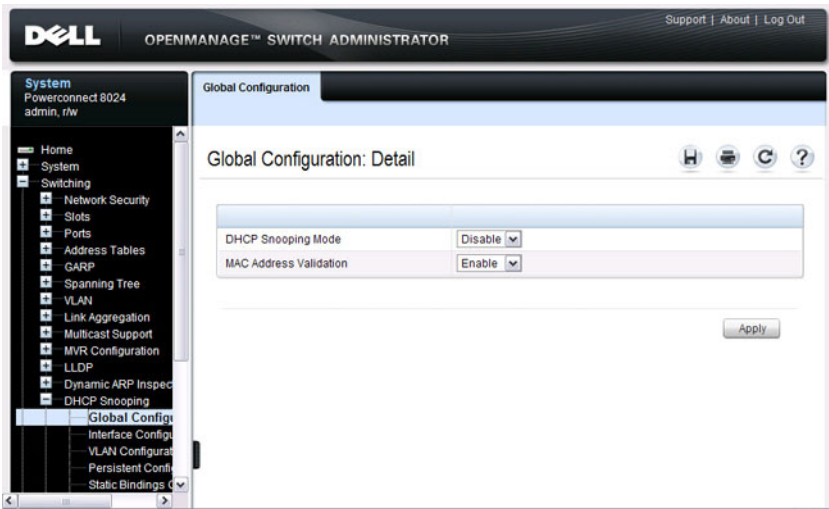 Support | About | Log Out
DELL
OPENMANAGE™ SWITCH ADMINISTRATOR
System
Powerconnect 8024
admin, r/w
Global Configuration
Home
System
Switching
Network Security
Slots
Ports
Address Tables
GARP
Spanning Tree
VLAN
Link Aggregation
Multicast Support
MVR Configuration
LLDP
Dynamic ARP Inspec
DHCP Snooping
Global Configu
Interface Configu
VLAN Configurat
Persistent Confi
Static Bindings C
Global Configuration: Detail
?
DHCP Snooping Mode Disable
MAC Address Validation Enable
Apply